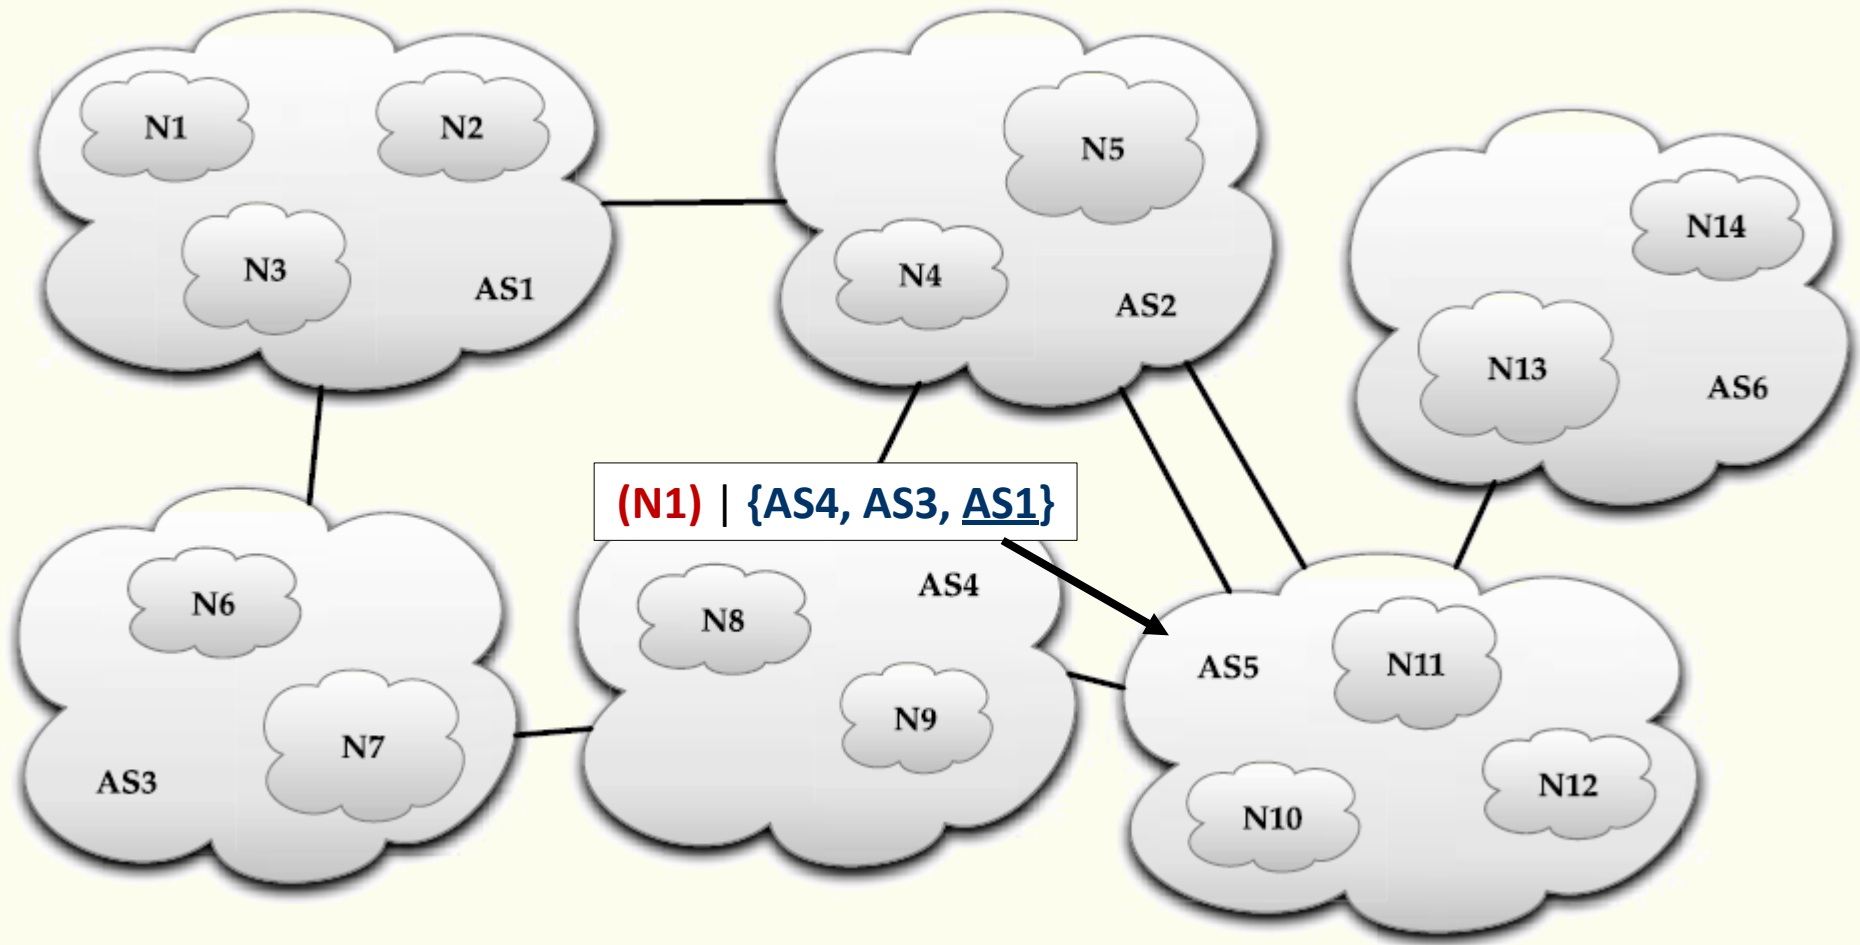 N1
N2
N3
AS1
N5
N4
AS2
N14
N13
AS6
(N1) | {AS4, AS3, AS1}
N6
N7
AS3
AS4
N8
N9
AS5
N11
N12
N10